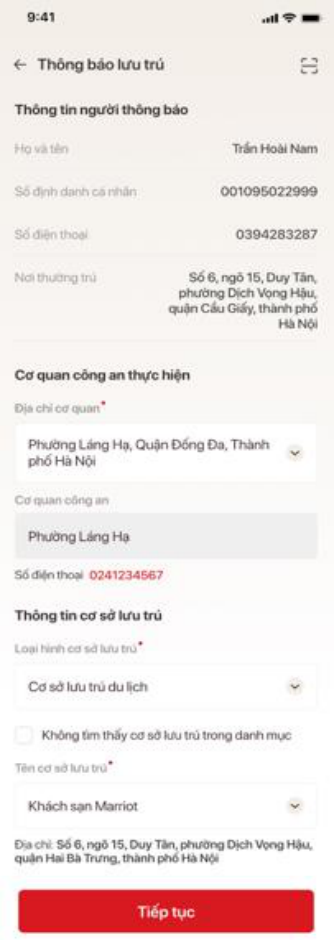 9:41
Thông báo lưu trú
Thông tin người thông báo
Họ và tên
Trần Hoài Nam
Số định danh cá nhân
001095022999
Số điện thoại
0394283287
Nơi thường trú
Số 6, ngõ 15, Duy Tân,
phường Dịch Vọng Hậu,
quận Cầu Giấy, thành phố
Hà Nội
Cơ quan công an thực hiện
Địa chỉ cơ quan*
Phường Láng Hạ, Quận Đống Đa, Thành
phố Hà Nội
Cơ quan công an
Phường Láng Hạ
Số điện thoại 0241234567
Thông tin cơ sở lưu trú
Loại hình cơ sở lưu trú*
Cơ sở lưu trú du lịch
Không tìm thấy cơ sở lưu trú trong danh mục
Tên cơ sở lưu trú*
Khách sạn Marriot
Địa chỉ: Số 6, ngõ 15, Duy Tân, phường Dịch Vọng Hậu,
quận Hai Bà Trưng, thành phố Hà Nội
Tiếp tục